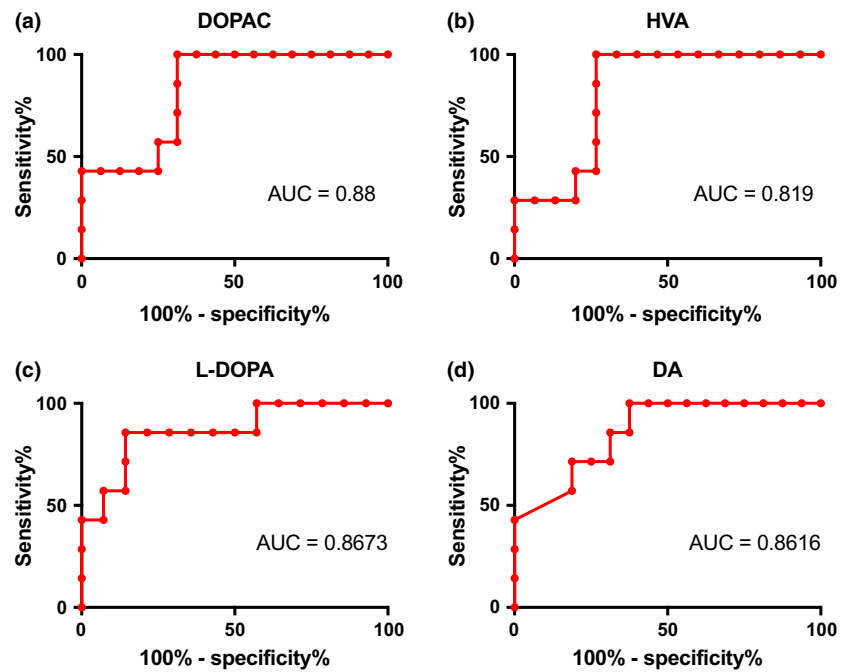 (a) DOPAC
100
50
0
Sensitivity%
AUC = 0.88
0 50 100
100% - specificity%
(b) HVA
100
50
0
Sensitivity%
AUC = 0.819
0 50 100
100% - specificity%
(c) L-DOPA
100
50
0
Sensitivity%
AUC = 0.8673
0 50 100
100% - specificity%
(d) DA
100
50
0
Sensitivity%
AUC = 0.8616
0 50 100
100% - specificity%